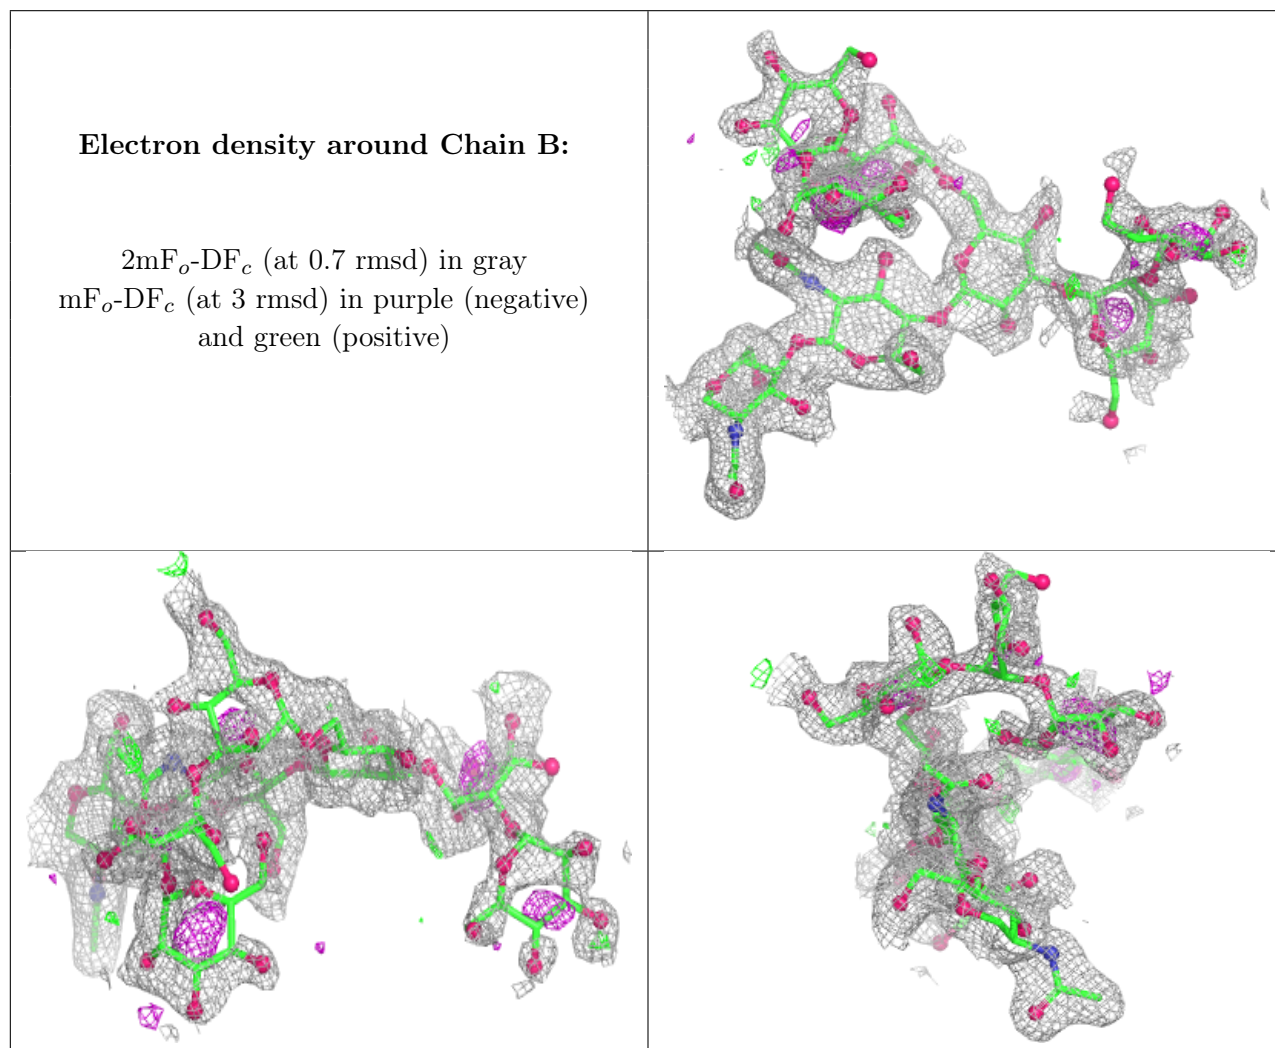 Electron density around Chain B:
2mFo-DFc (at 0.7 rmsd) in gray
mFo-DFc (at 3 rmsd) in purple (negative)
and green (positive)